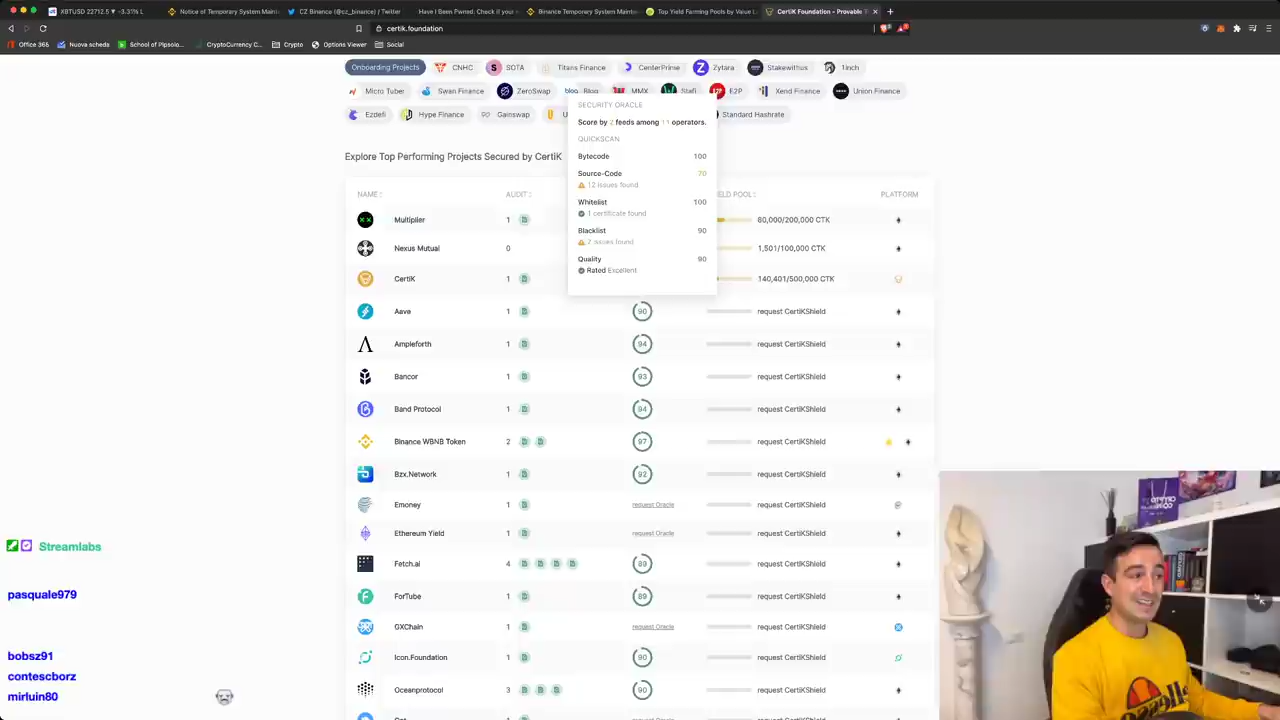 XBTUSD 22712.5 ▼ -3.31% L
Notice of Temporary System Maint
CZ Binance (@cz_binance) / Twitter
Have I Been Pwned: Check if your
Binance Temporary System Mainte
Top Yield Farming Pools by Value L
CertiK Foundation – Provable T
certik.foundation
Office 365
Nuova scheda
School of Pipsolo...
CryptoCurrency C...
Crypto
Options Viewer
Social
Onboarding Projects
CNHC
SOTA
Titans Finance
CenterPrime
Zytara
Stakewithus
1inch
Micro Tuber
Swan Finance
ZeroSwap
Blog
MMX
Stafi
E2P
Xend Finance
Union Finance
Ezdefi
Hype Finance
Gainswap
Standard Hashrate
SECURITY ORACLE
Score by 2 feeds among 11 operators.
QUICKSCAN
Bytecode 100
Source-Code 70
12 issues found
Whitelist 100
1 certificate found
Blacklist 90
2 issues found
Quality 90
Rated Excellent
Explore Top Performing Projects Secured by CertiK
NAME
AUDIT
PLATFORM
Multiplier 1 80,000/200,000 CTK
Nexus Mutual 0 1,501/100,000 CTK
CertiK 1 140,401/500,000 CTK
Aave 1 90 request CertiKShield
Ampleforth 1 94 request CertiKShield
Bancor 1 93 request CertiKShield
Band Protocol 1 94 request CertiKShield
Binance WBNB Token 2 97 request CertiKShield
Bzx.Network 1 request CertiKShield
Emoney 1 request Oracle request CertiKShield
Ethereum Yield 1 request Oracle request CertiKShield
Fetch.ai 4 request CertiKShield
ForTube 1 89 request CertiKShield
GXChain 1 request Oracle request CertiKShield
Icon.Foundation 1 90 request CertiKShield
Oceanprotocol 3 90 request CertiKShield
Streamlabs
pasquale979
bobsz91
contescborz
mirluin80